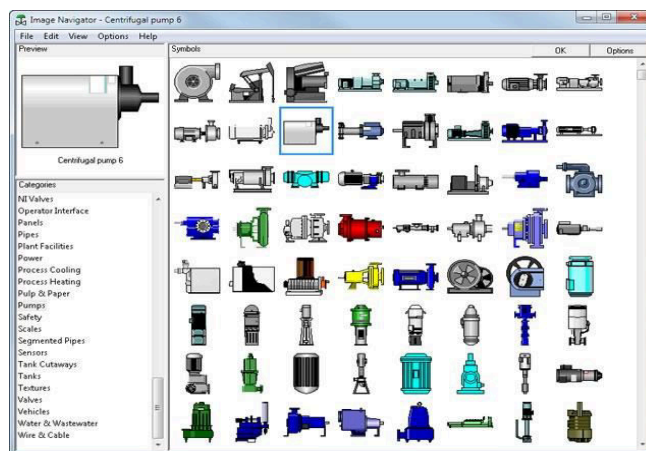 Image Navigator - Centrifugal pump 6
File Edit View Options Help
Preview
Symbols
OK
Options
Centrifugal pump 6
Categories
NI Valves
Operator Interface
Panels
Pipes
Plant Facilities
Power
Process Cooling
Process Heating
Pulp & Paper
Pumps
Safety
Scales
Segmented Pipes
Sensors
Tank Cutaways
Tanks
Textures
Valves
Vehicles
Water & Wastewater
Wire & Cable